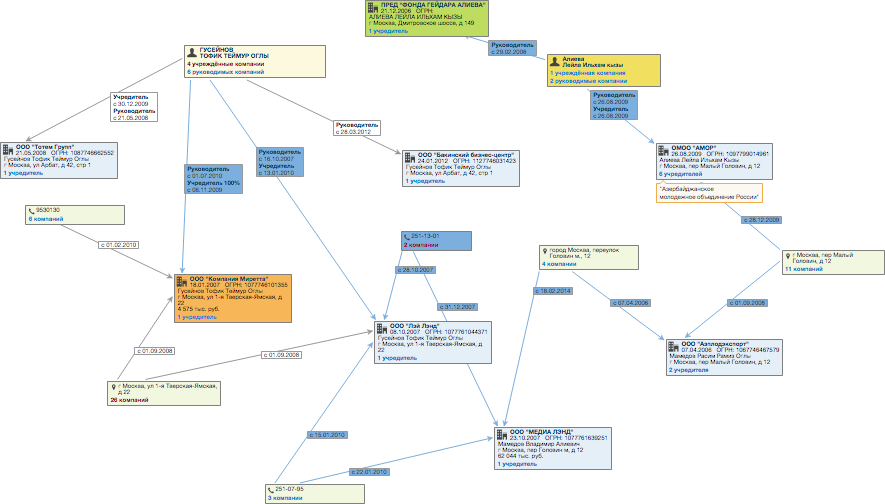 ПРЕД "ФОНДА ГЕЙДАРА АЛИЕВА"
21.12.2006 ОГРН:
АЛИЕВА ЛЕЙЛА ИЛЬХАМ КЫЗЫ
г Москва, Дмитровское шоссе, д 149
1 учредитель
Руководитель
с 29.02.2008
ГУСЕЙНОВ
ТОФИК ТЕЙМУР ОГЛЫ
4 учреждённые компании
6 руководимых компаний
Алиева
Лейла Ильхам кызы
1 учреждённая компания
2 руководимые компании
Учредитель
с 30.12.2009
Руководитель
с 21.05.2008
Руководитель
с 26.08.2009
Учредитель
с 26.08.2009
Руководитель
с 28.03.2012
ООО "Тотем Групп"
21.05.2008 ОГРН: 1087746662552
Гусейнов Тофик Теймур Оглы
г Москва, ул Арбат, д 42, стр 1
1 учредитель
Руководитель
с 16.10.2007
Учредитель
с 13.01.2010
Руководитель
с 01.07.2010
Учредитель 100%
с 06.11.2009
ООО "Бакинский бизнес-центр"
24.01.2012 ОГРН: 1127746031423
Гусейнов Тофик Теймур Оглы
г Москва, ул Арбат, д 42, стр 1
1 учредитель
ОМОО "АМОР"
26.08.2009 ОГРН: 1097799014961
Алиева Лейла Ильхам Кызы
г Москва, пер Малый Головин, д 12
6 учредителей
"Азербайджанское
молодежное объединение России"
9530130
6 компаний
с 28.12.2009
с 01.02.2010
251-13-01
2 компании
город Москва, переулок
Головин м., 12
4 компании
г Москва, пер Малый
Головин, д 12
11 компаний
с 26.10.2007
ООО "Компания Миретта"
18.01.2007 ОГРН: 1077746101355
Гусейнов Тофик Теймур Оглы
г Москва, ул 1-я Тверская-Ямская, д
22
4 575 тыс. руб.
1 учредитель
с 18.02.2014
с 31.12.2007
с 07.04.2006
с 01.09.2008
ООО "Лэй Лэнд"
08.10.2007 ОГРН: 1077761044371
Гусейнов Тофик Теймур Оглы
г Москва, ул 1-я Тверская-Ямская, д
22
1 учредитель
с 01.09.2008
с 01.09.2008
ООО "Азплодэкспорт"
07.04.2006 ОГРН: 1067746467579
Мамедов Расим Рамиз Оглы
г Москва, пер Малый Головин, д 12
2 учредителя
г Москва, ул 1-я Тверская-Ямская,
д 22
26 компаний
с 15.01.2010
ООО "МЕДИА ЛЭНД"
23.10.2007 ОГРН: 1077761639251
Мамедов Владимир Алиевич
г Москва, пер Головин м, д 12
62 044 тыс. руб.
1 учредитель
с 22.01.2010
251-07-95
3 компании